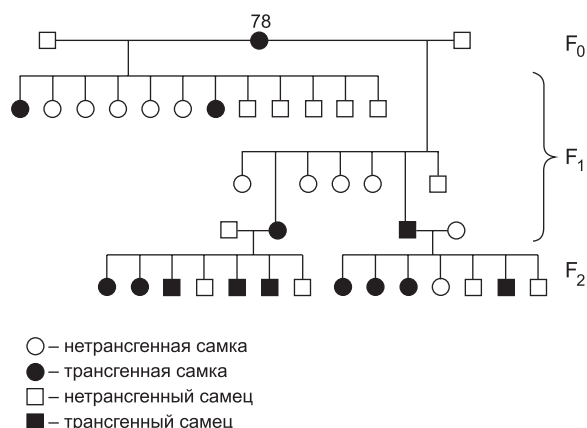 78
F0
F1
F2
– нетрансгенная самка
– трансгенная самка
– нетрансгенный самец
– трансгенный самец